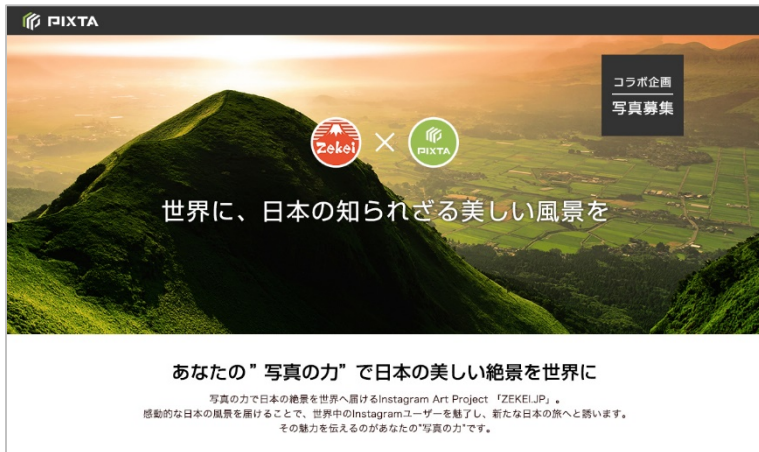 PIXTA
コラボ企画
写真募集
Zekei
×
PIXTA
世界に、日本の知られざる美しい風景を
あなたの”写真の力”で日本の美しい絶景を世界に
写真の力で日本の絶景を世界へ届けるInstagram Art Project 「ZEKEI.JP」。
感動的な日本の風景を届けることで、世界中のInstagramユーザーを魅了し、新たな日本の旅へと誘います。
その魅力を伝えるのがあなたの"写真の力"です。